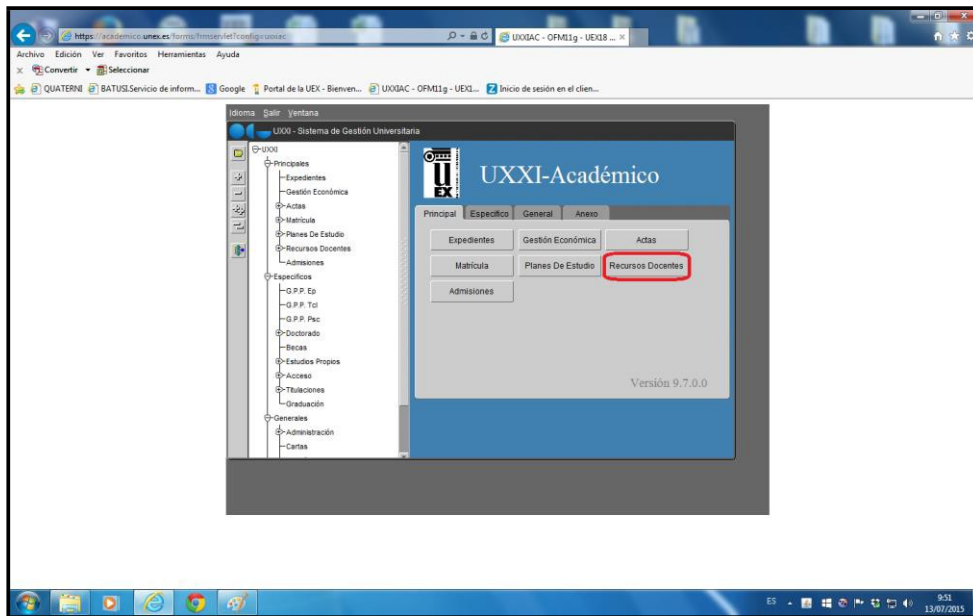 https://academico.unex.es/forms/frmservlet?config=uxxiac
UXXIAC - OFM11g - UEX18 ...
Archivo Edición Ver Favoritos Herramientas Ayuda
x Convertir Seleccionar
QUATERNI BATUSI.Servicio de inform... Google Portal de la UEX - Bienven... UXXIAC - OFM11g - UEX1... Inicio de sesión en el clien...
Idioma Salir Ventana
UXXI - Sistema de Gestión Universitaria
UXXI
Principales
Expedientes
Gestión Económica
Actas
Matrícula
Planes De Estudio
Recursos Docentes
Admisiones
Específicos
G.P.P. Ep
G.P.P. Tcl
G.P.P. Psc
Doctorado
Becas
Estudios Propios
Acceso
Titulaciones
Graduación
Generales
Administración
Cartas
UEX
UXXI-Académico
Principal Específico General Anexo
Expedientes Gestión Económica Actas
Matrícula Planes De Estudio Recursos Docentes
Admisiones
Versión 9.7.0.0
ES
9:51
13/07/2015